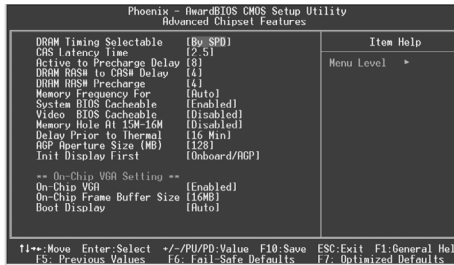 Phoenix - AwardBIOS CMOS Setup Utility
Advanced Chipset Features
DRAM Timing Selectable [By SPD]
CAS Latency Time [2.5]
Active to Precharge Delay [8]
DRAM RAS# to CAS# Delay [4]
DRAM RAS# Precharge [4]
Memory Frequency For [Auto]
System BIOS Cacheable [Enabled]
Video BIOS Cacheable [Disabled]
Memory Hole At 15M-16M [Disabled]
Delay Prior to Thermal [16 Min]
AGP Aperture Size (MB) [128]
Init Display First [Onboard/AGP]
** On-Chip VGA Setting **
On-Chip VGA [Enabled]
On-Chip Frame Buffer Size [16MB]
Boot Display [Auto]
Item Help
Menu Level ►
↑↓→←:Move Enter:Select +/-/PU/PD:Value F10:Save ESC:Exit F1:General Hel
F5: Previous Values F6: Fail-Safe Defaults F7: Optimized Defaults